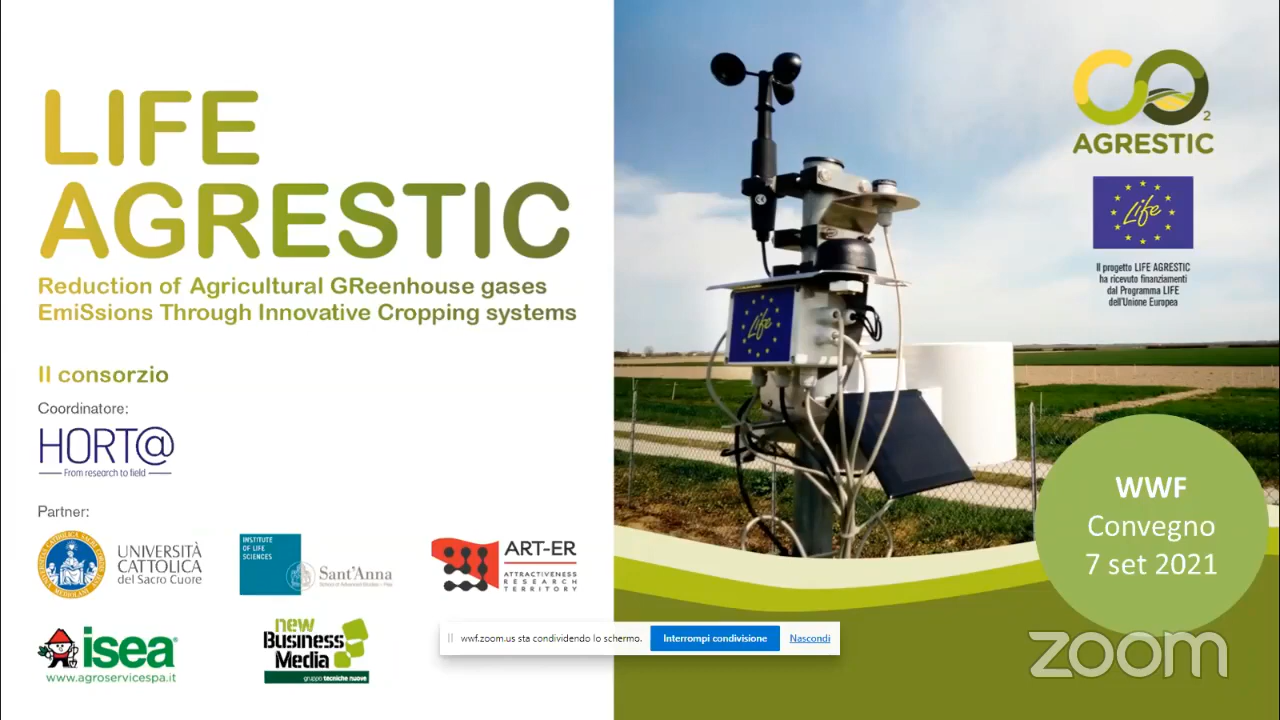 LIFE
AGRESTIC
Reduction of Agricultural GReenhouse gases
EmiSsions Through Innovative Cropping systems
Il consorzio
Coordinatore:
HORT@
From research to field
Partner:
UNIVERSITÀ
CATTOLICA
del Sacro Cuore
INSTITUTE
OF LIFE
SCIENCES
Sant'Anna
ART-ER
ATTRACTIVENESS
RESEARCH
TERRITORY
isea
www.agroservicespa.it
new
Business
Media
gruppo tecniche nuove
wwf.zoom.us sta condividendo lo schermo.
Interrompi condivisione
Nascondi
Life
CO2
AGRESTIC
Life
Il progetto LIFE AGRESTIC
ha ricevuto finanziamenti
dal Programma LIFE
dell'Unione Europea
WWF
Convegno
7 set 2021
zoom